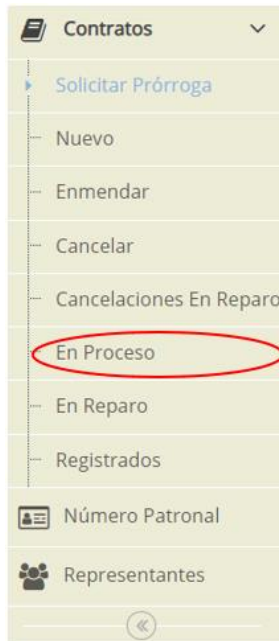 Contratos
Solicitar Prórroga
Nuevo
Enmendar
Cancelar
Cancelaciones En Reparo
En Proceso
En Reparo
Registrados
Número Patronal
Representantes